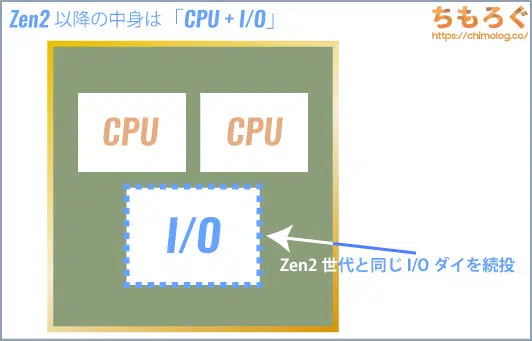 Zen2 以降の中身は 「CPU + I/O」
ちもろぐ
https://chimolog.co/
CPU
CPU
I/O
Zen2 世代と同じ I/O ダイを続投